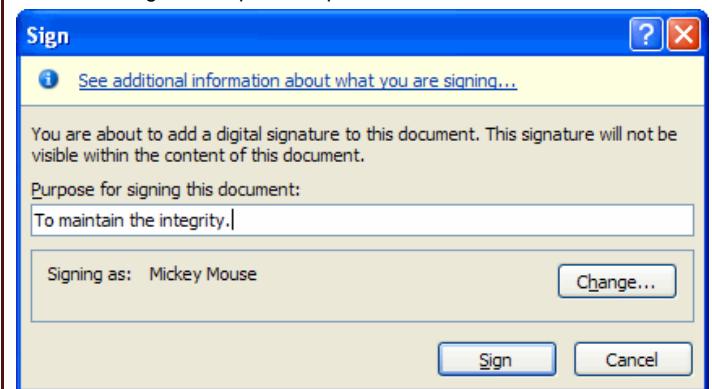 Sign
See additional information about what you are signing...
You are about to add a digital signature to this document. This signature will not be
visible within the content of this document.
Purpose for signing this document:
To maintain the integrity.
Signing as: Mickey Mouse
Change...
Sign Cancel